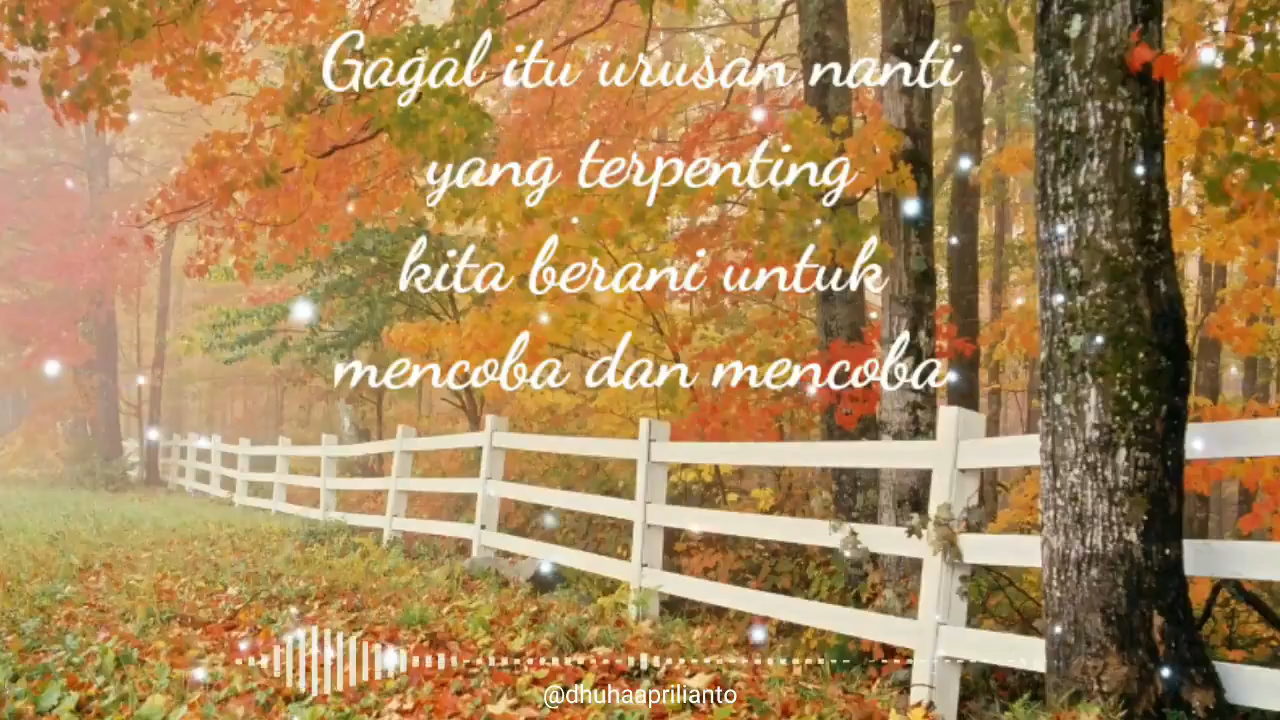 Gagal itu urusan nanti
yang terpenting
kita berani untuk
mencoba dan mencoba
@dhuhaaprilianto